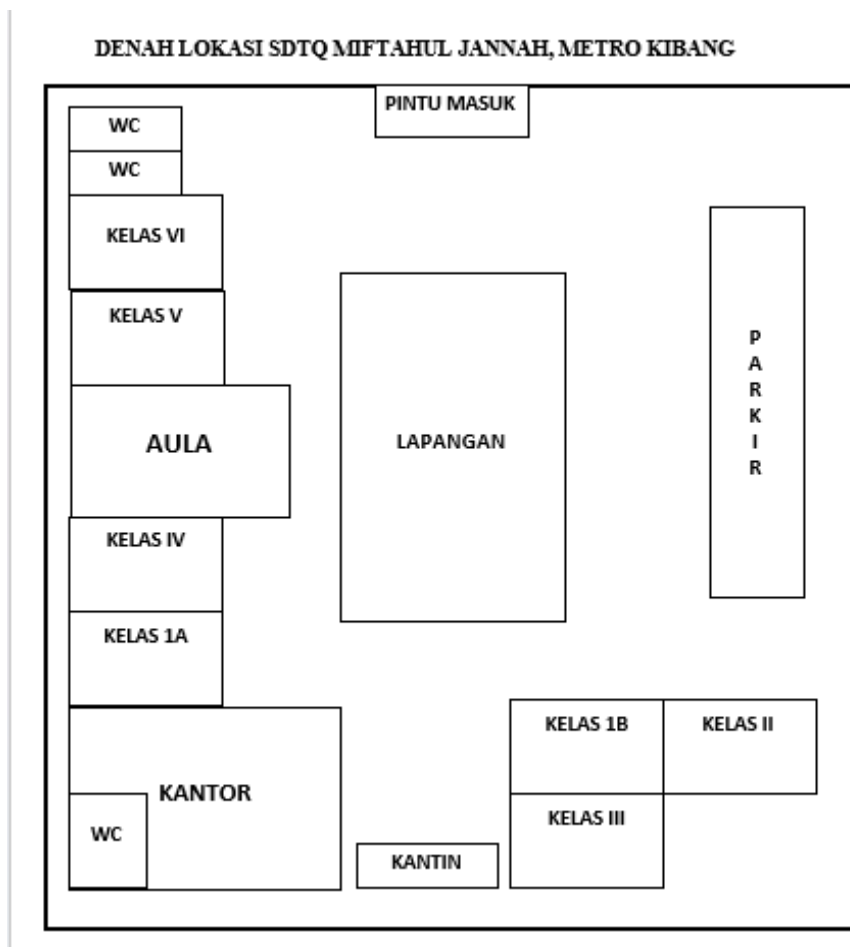 DENAH LOKASI SDTQ MIFTAHUL JANNAH, METRO KIBANG
PINTU MASUK
WC
WC
KELAS VI
KELAS V
AULA
LAPANGAN
P
A
R
K
I
R
KELAS IV
KELAS 1A
KELAS 1B
KELAS II
KANTOR
KELAS III
WC
KANTIN